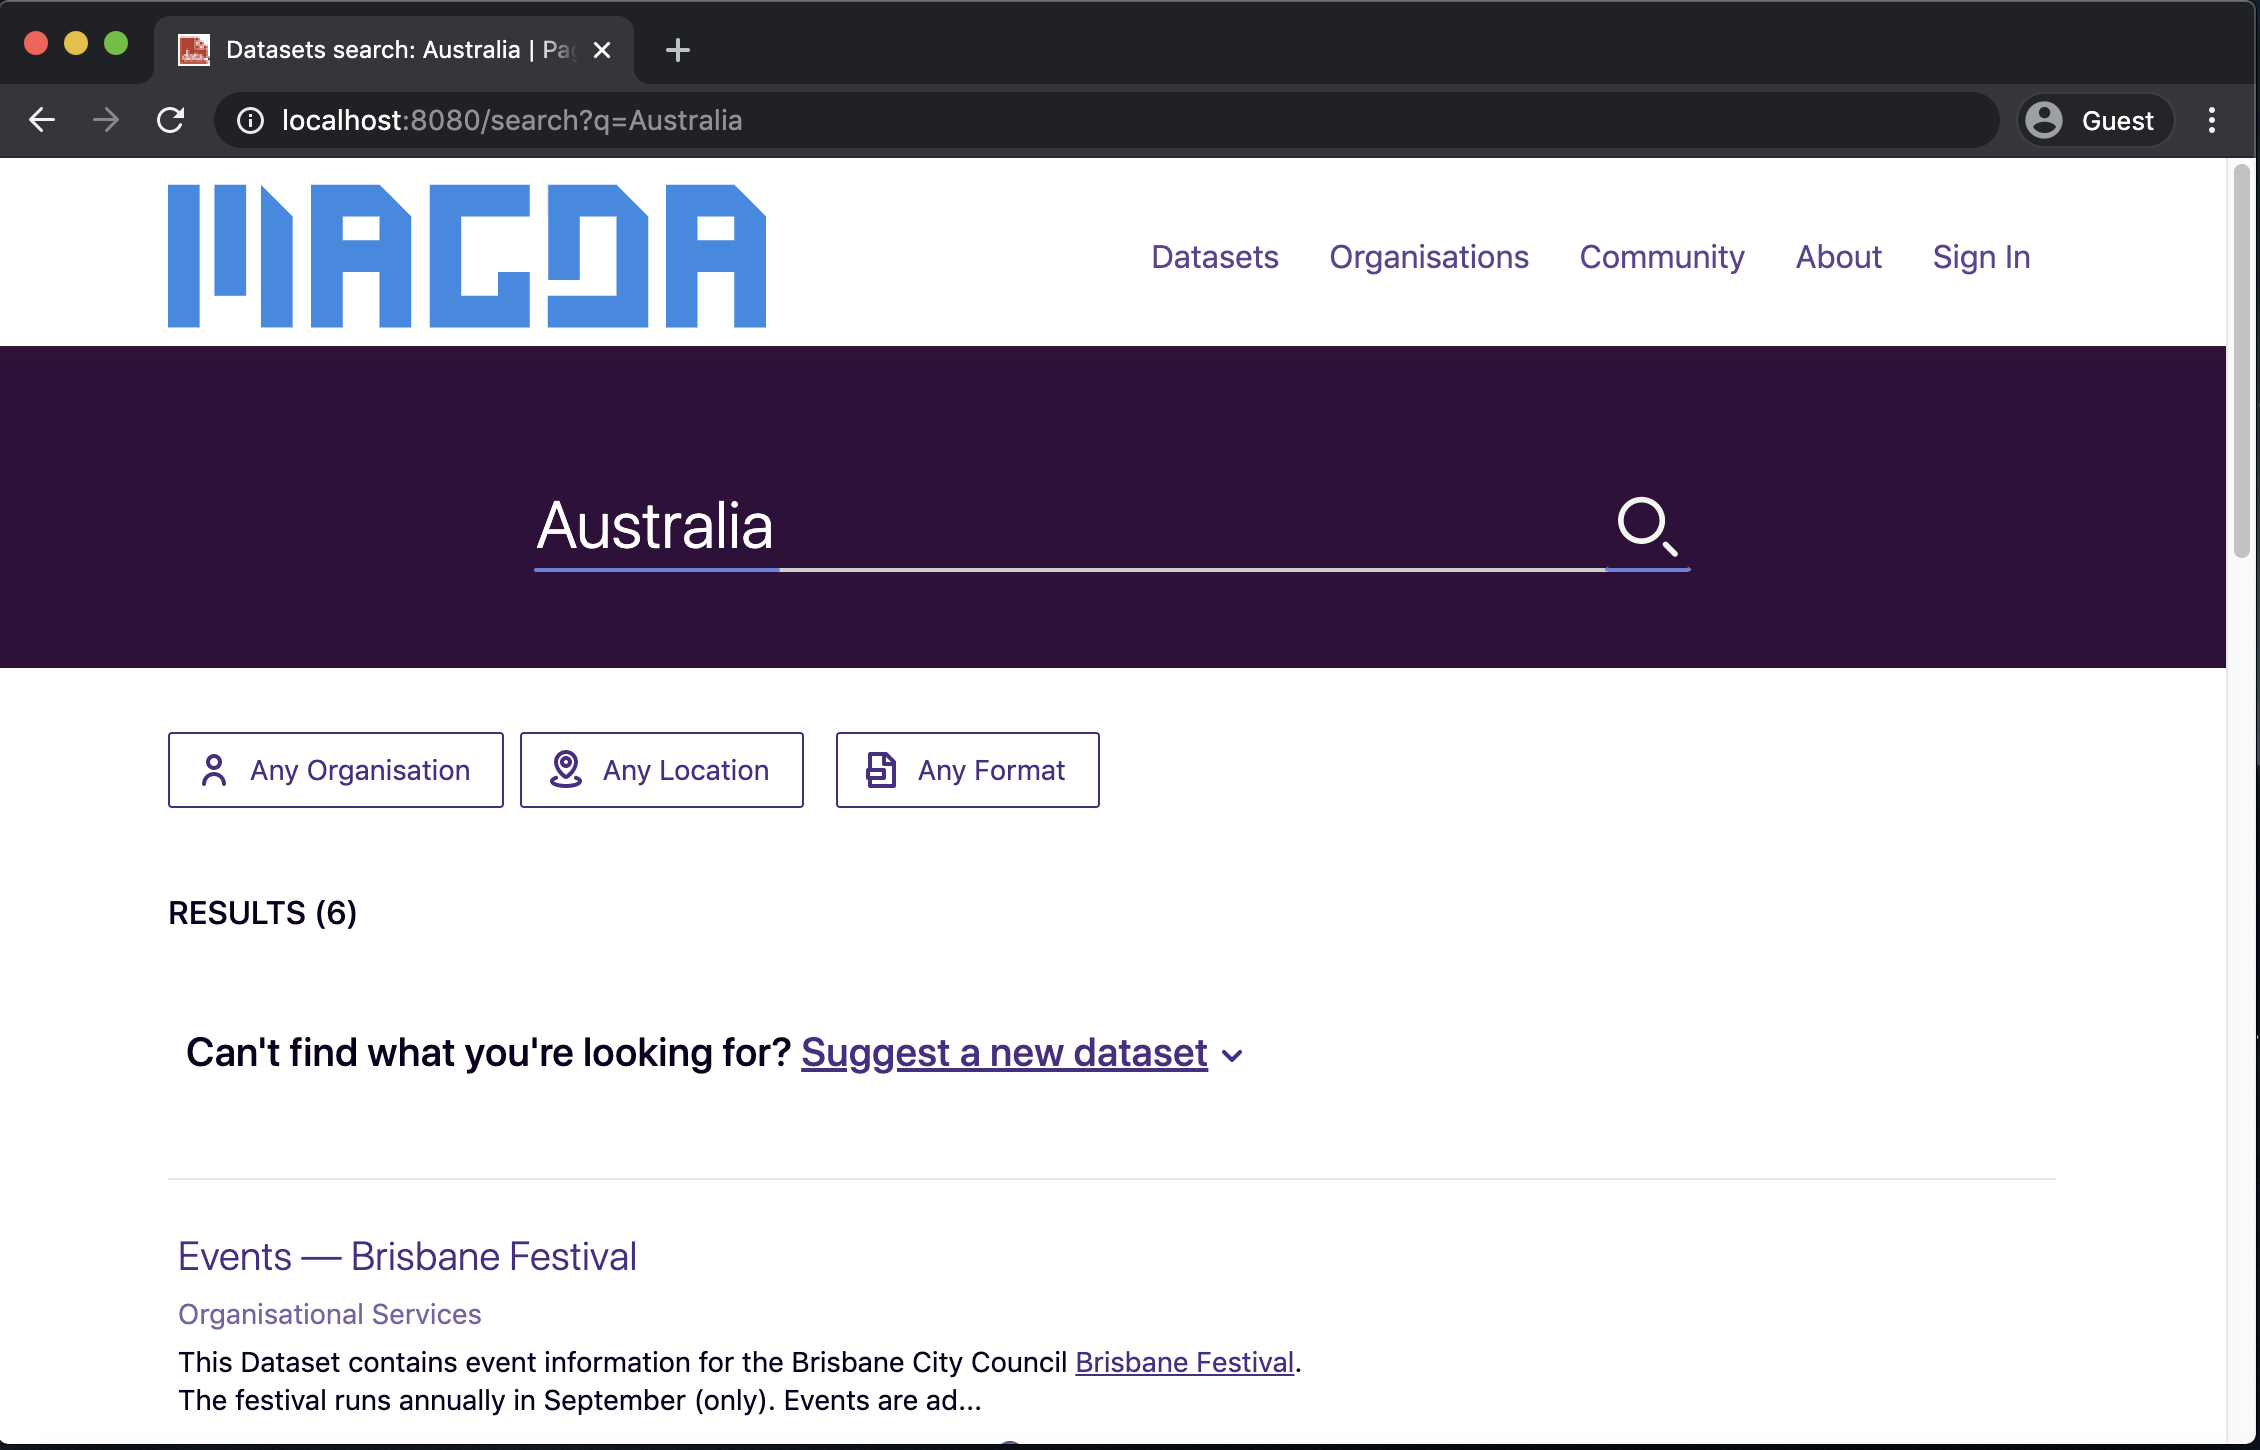 Datasets search: Australia | Pag
localhost:8080/search?q=Australia
Guest
MAGDA
Datasets Organisations Community About Sign In
Australia
Any Organisation Any Location Any Format
RESULTS (6)
Can't find what you're looking for? Suggest a new dataset
Events — Brisbane Festival
Organisational Services
This Dataset contains event information for the Brisbane City Council Brisbane Festival.
The festival runs annually in September (only). Events are ad...